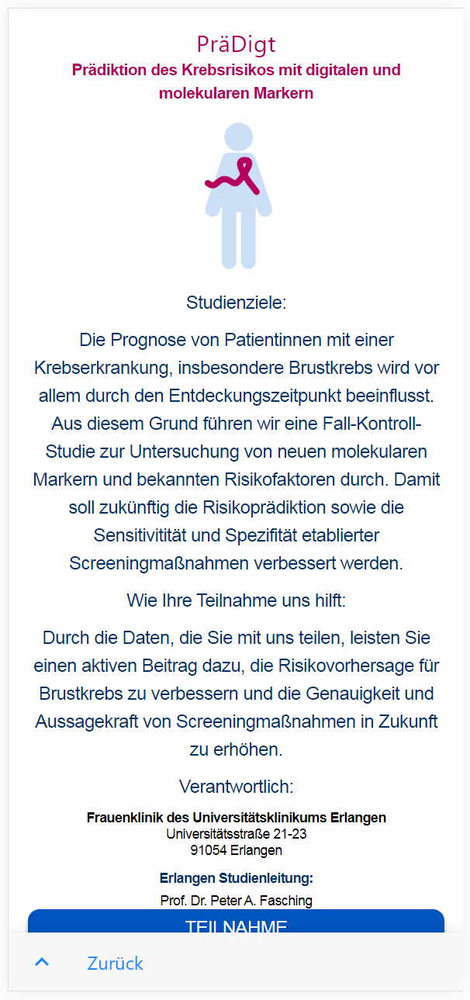 PräDigt
Prädiktion des Krebsrisikos mit digitalen und
molekularen Markern
Studienziele:
Die Prognose von Patientinnen mit einer
Krebserkrankung, insbesondere Brustkrebs wird vor
allem durch den Entdeckungszeitpunkt beeinflusst.
Aus diesem Grund führen wir eine Fall-Kontroll-
Studie zur Untersuchung von neuen molekularen
Markern und bekannten Risikofaktoren durch. Damit
soll zukünftig die Risikoprädiktion sowie die
Sensitivitität und Spezifität etablierter
Screeningmaßnahmen verbessert werden.
Wie Ihre Teilnahme uns hilft:
Durch die Daten, die Sie mit uns teilen, leisten Sie
einen aktiven Beitrag dazu, die Risikovorhersage für
Brustkrebs zu verbessern und die Genauigkeit und
Aussagekraft von Screeningmaßnahmen in Zukunft
zu erhöhen.
Verantwortlich:
Frauenklinik des Universitätsklinikums Erlangen
Universitätsstraße 21-23
91054 Erlangen
Erlangen Studienleitung:
Prof. Dr. Peter A. Fasching
TEILNAHME
Zurück